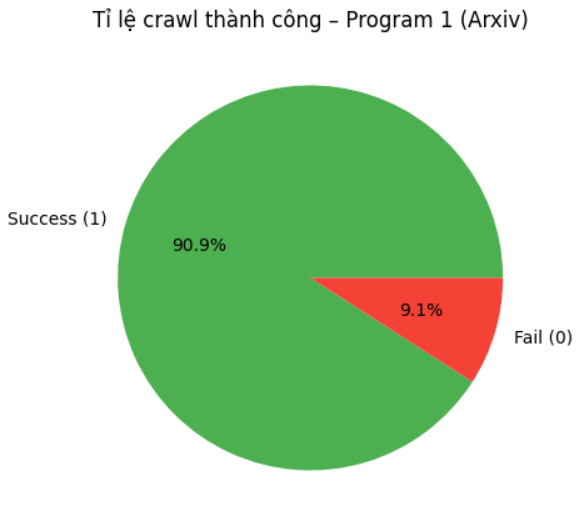 Tỉ lệ crawl thành công – Program 1 (Arxiv)
Success (1)
90.9%
9.1%
Fail (0)